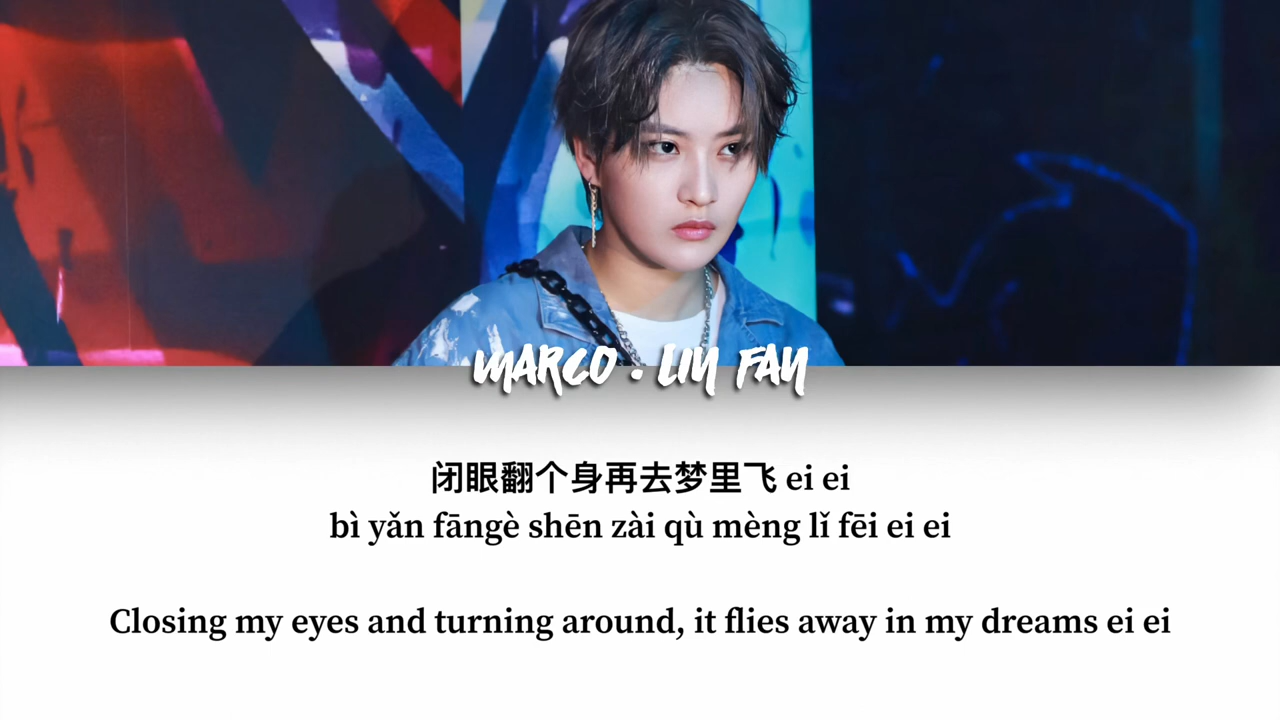 MARCO . LIN FAN
闭眼翻个身再去梦里飞 ei ei
bì yǎn fāngè shēn zài qù mèng lǐ fēi ei ei
Closing my eyes and turning around, it flies away in my dreams ei ei